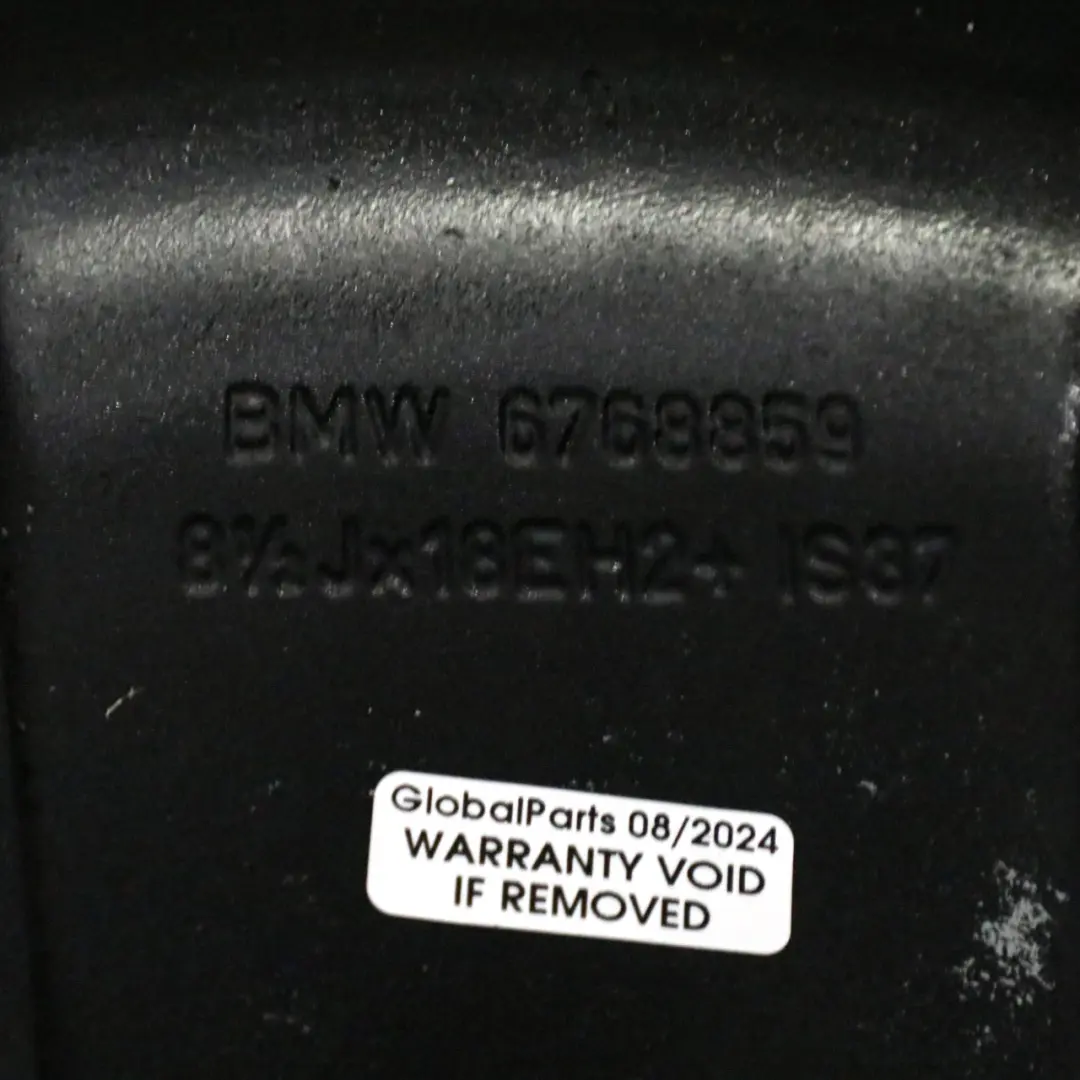 BMW 6768859
8½Jx18EH2+ IS37
GlobalParts 08/2024
WARRANTY VOID
IF REMOVED